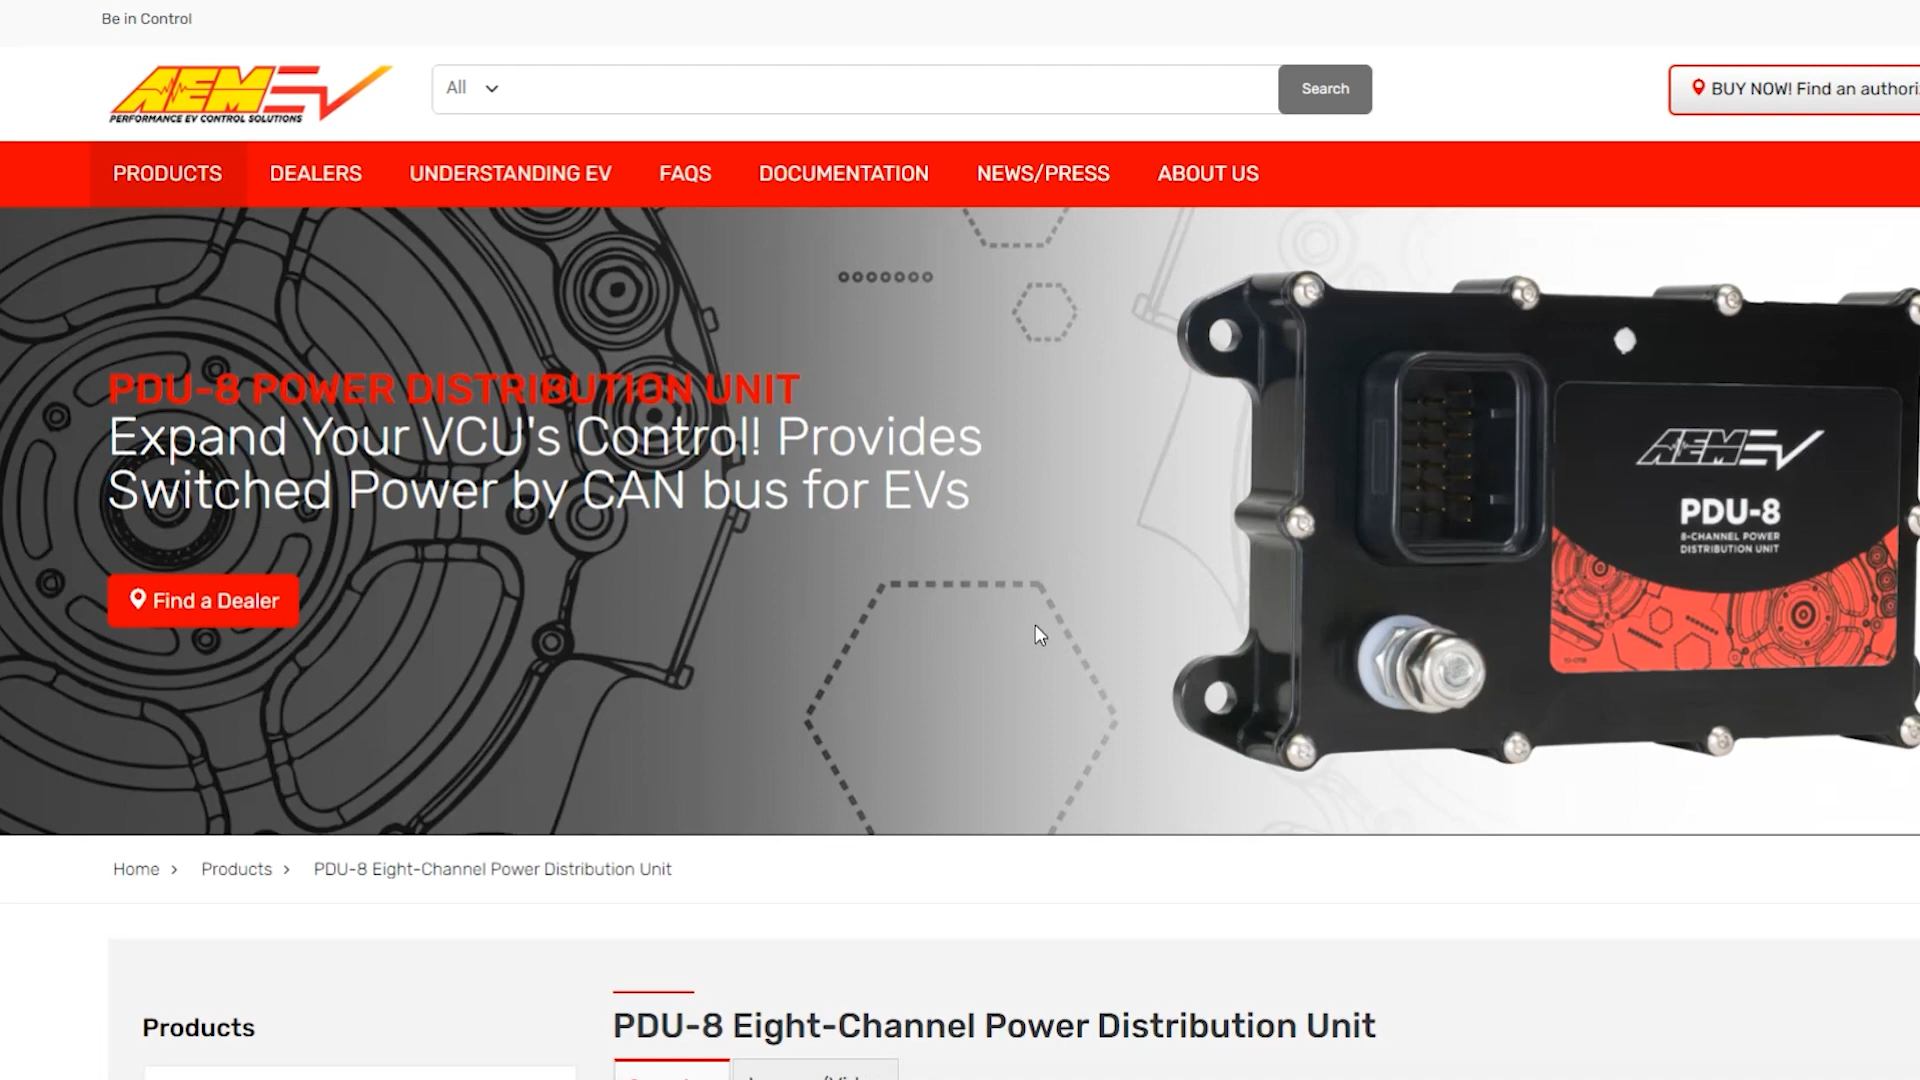 Be in Control
AEM EV
PERFORMANCE EV CONTROL SOLUTIONS
All
Search
BUY NOW! Find an
PRODUCTS
DEALERS
UNDERSTANDING EV
FAQS
DOCUMENTATION
NEWS/PRESS
ABOUT US
PDU-8 POWER DISTRIBUTION UNIT
Expand Your VCU's Control! Provides
Switched Power by CAN bus for EVs
Find a Dealer
AEMEV
PDU-8
8-CHANNEL POWER
DISTRIBUTION UNIT
Home
Products
PDU-8 Eight-Channel Power Distribution Unit
Products
PDU-8 Eight-Channel Power Distribution Unit